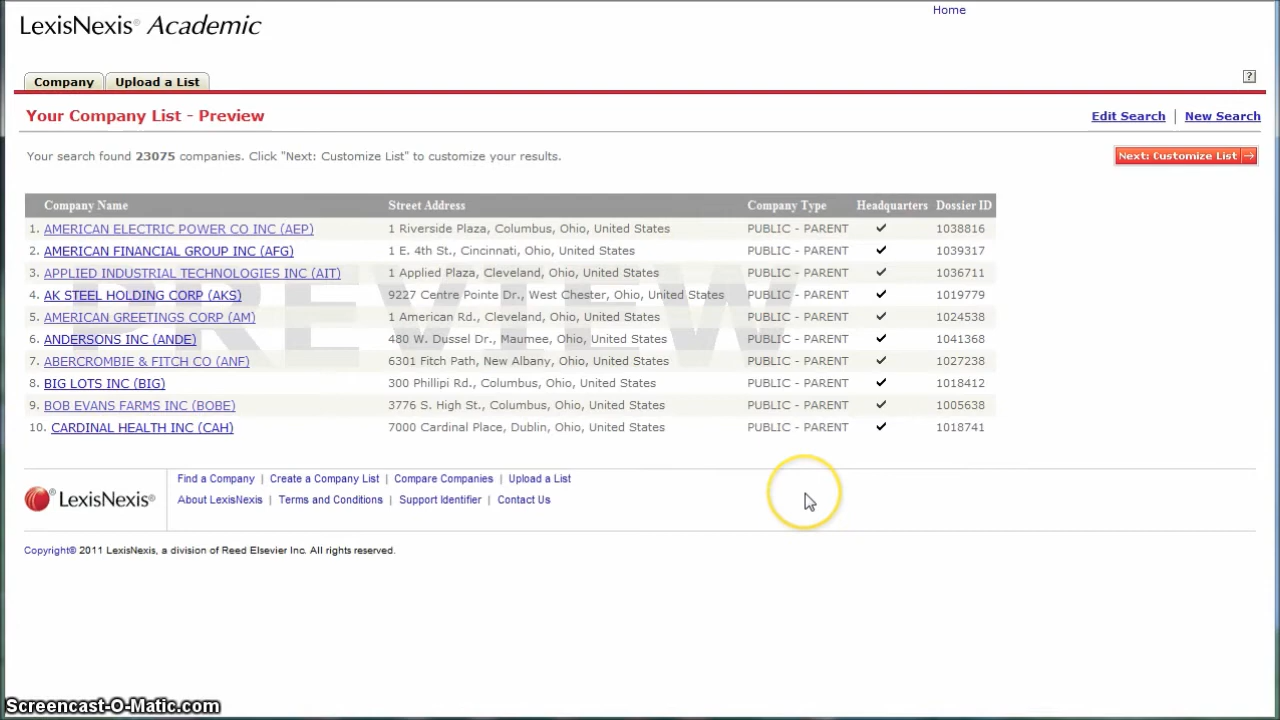 LexisNexis® Academic
Home
Company
Upload a List
?
Your Company List - Preview
Edit Search | New Search
Your search found 23075 companies. Click "Next: Customize List" to customize your results.
Next: Customize List
Company Name Street Address Company Type Headquarters Dossier ID
1. AMERICAN ELECTRIC POWER CO INC (AEP) 1 Riverside Plaza, Columbus, Ohio, United States PUBLIC - PARENT ✓ 1038816
2. AMERICAN FINANCIAL GROUP INC (AFG) 1 E. 4th St., Cincinnati, Ohio, United States PUBLIC - PARENT ✓ 1039317
3. APPLIED INDUSTRIAL TECHNOLOGIES INC (AIT) 1 Applied Plaza, Cleveland, Ohio, United States PUBLIC - PARENT ✓ 1036711
4. AK STEEL HOLDING CORP (AKS) 9227 Centre Pointe Dr., West Chester, Ohio, United States PUBLIC - PARENT ✓ 1019779
5. AMERICAN GREETINGS CORP (AM) 1 American Rd., Cleveland, Ohio, United States PUBLIC - PARENT ✓ 1024538
6. ANDERSONS INC (ANDE) 480 W. Dussel Dr., Maumee, Ohio, United States PUBLIC - PARENT ✓ 1041368
7. ABERCROMBIE & FITCH CO (ANF) 6301 Fitch Path, New Albany, Ohio, United States PUBLIC - PARENT ✓ 1027238
8. BIG LOTS INC (BIG) 300 Phillipi Rd., Columbus, Ohio, United States PUBLIC - PARENT ✓ 1018412
9. BOB EVANS FARMS INC (BOBE) 3776 S. High St., Columbus, Ohio, United States PUBLIC - PARENT ✓ 1005638
10. CARDINAL HEALTH INC (CAH) 7000 Cardinal Place, Dublin, Ohio, United States PUBLIC - PARENT ✓ 1018741
PREVIEW
LexisNexis®
Find a Company | Create a Company List | Compare Companies | Upload a List
About LexisNexis | Terms and Conditions | Support Identifier | Contact Us
Copyright® 2011 LexisNexis, a division of Reed Elsevier Inc. All rights reserved.
Screencast-O-Matic.com